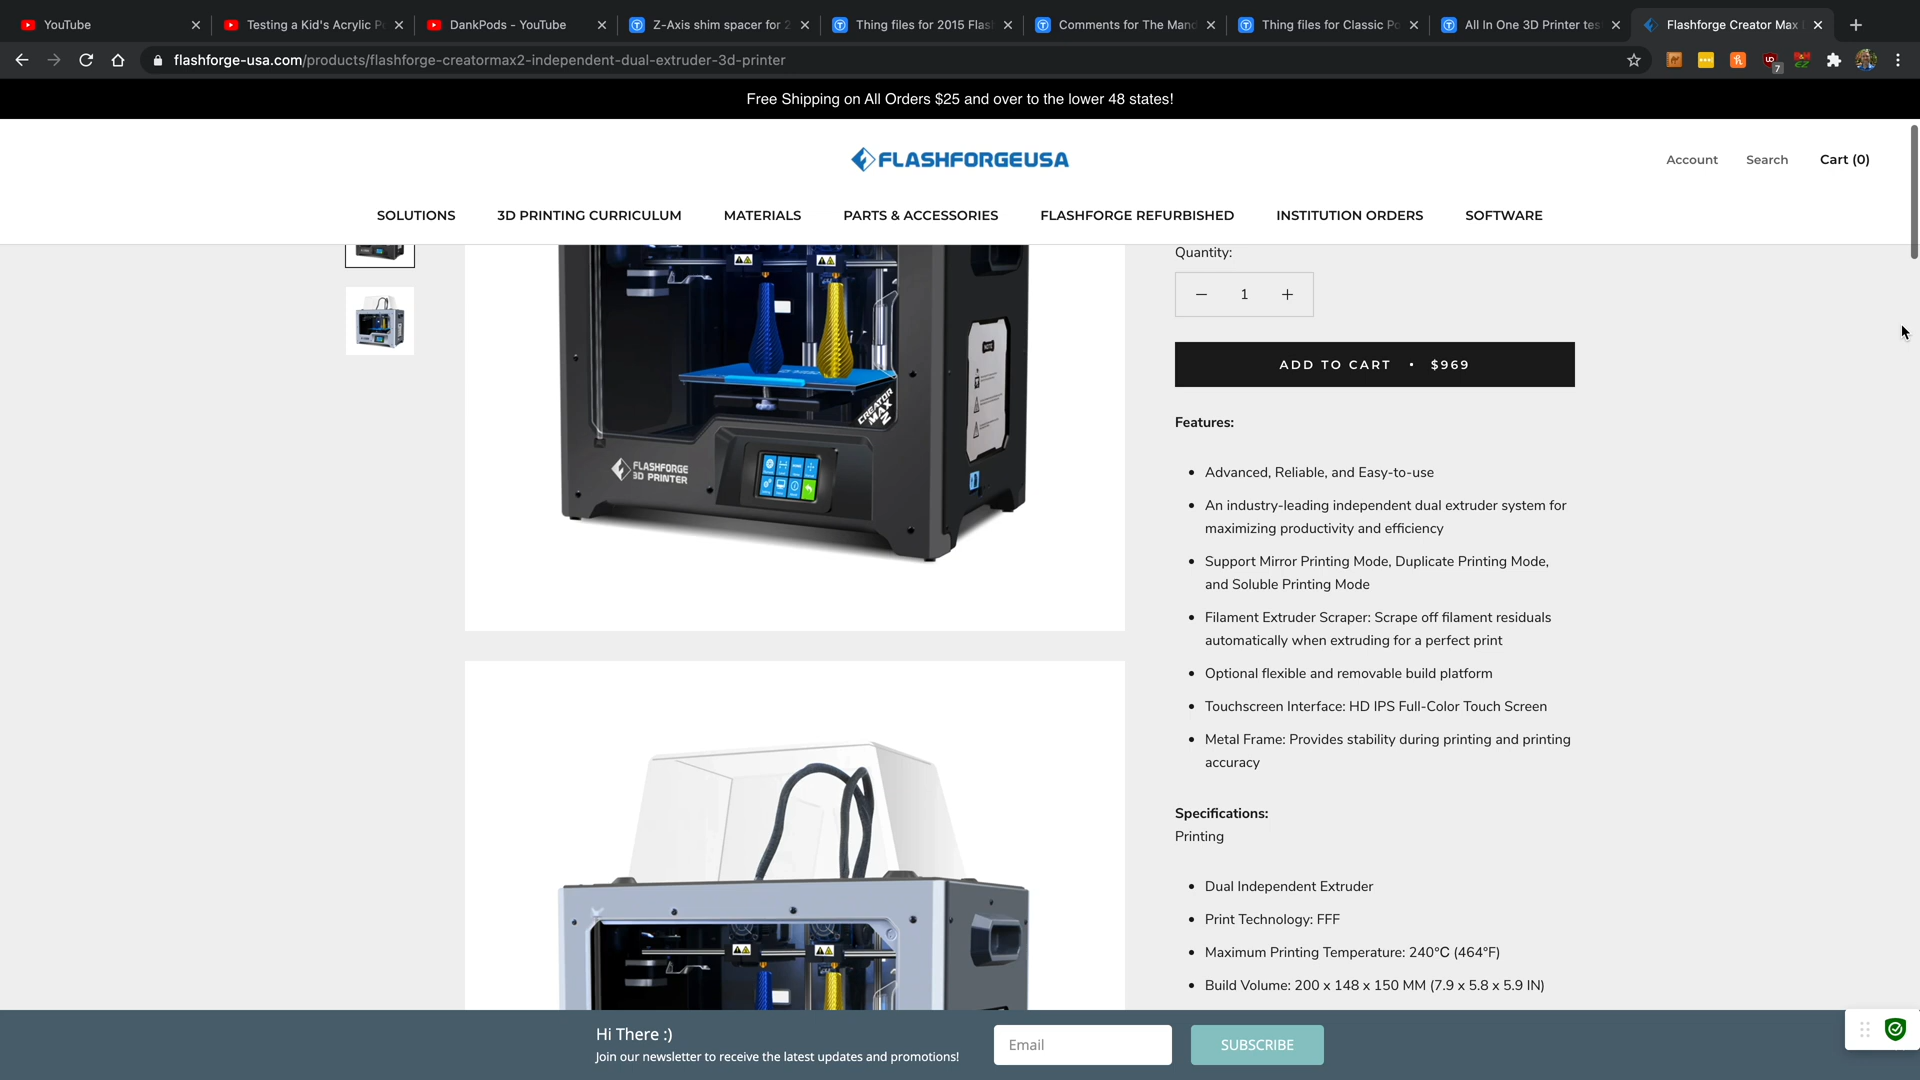 YouTube
Testing a Kid's Acrylic P
DankPods - YouTube
Z-Axis shim spacer for 2
Thing files for 2015 Flas
Comments for The Mand
Thing files for Classic Po
All In One 3D Printer tes
Flashforge Creator Max
flashforge-usa.com/products/flashforge-creatormax2-independent-dual-extruder-3d-printer
7
Free Shipping on All Orders $25 and over to the lower 48 states!
FLASHFORGEUSA
Account
Search
Cart (0)
SOLUTIONS
3D PRINTING CURRICULUM
MATERIALS
PARTS & ACCESSORIES
FLASHFORGE REFURBISHED
INSTITUTION ORDERS
SOFTWARE
CREATOR
MAX 2
FLASHFORGE
3D PRINTER
Quantity:
− 1 +
ADD TO CART • $969
Features:
• Advanced, Reliable, and Easy-to-use
• An industry-leading independent dual extruder system for
maximizing productivity and efficiency
• Support Mirror Printing Mode, Duplicate Printing Mode,
and Soluble Printing Mode
• Filament Extruder Scraper: Scrape off filament residuals
automatically when extruding for a perfect print
• Optional flexible and removable build platform
• Touchscreen Interface: HD IPS Full-Color Touch Screen
• Metal Frame: Provides stability during printing and printing
accuracy
Specifications:
Printing
• Dual Independent Extruder
• Print Technology: FFF
• Maximum Printing Temperature: 240°C (464°F)
• Build Volume: 200 x 148 x 150 MM (7.9 x 5.8 x 5.9 IN)
Hi There :)
Join our newsletter to receive the latest updates and promotions!
Email
SUBSCRIBE